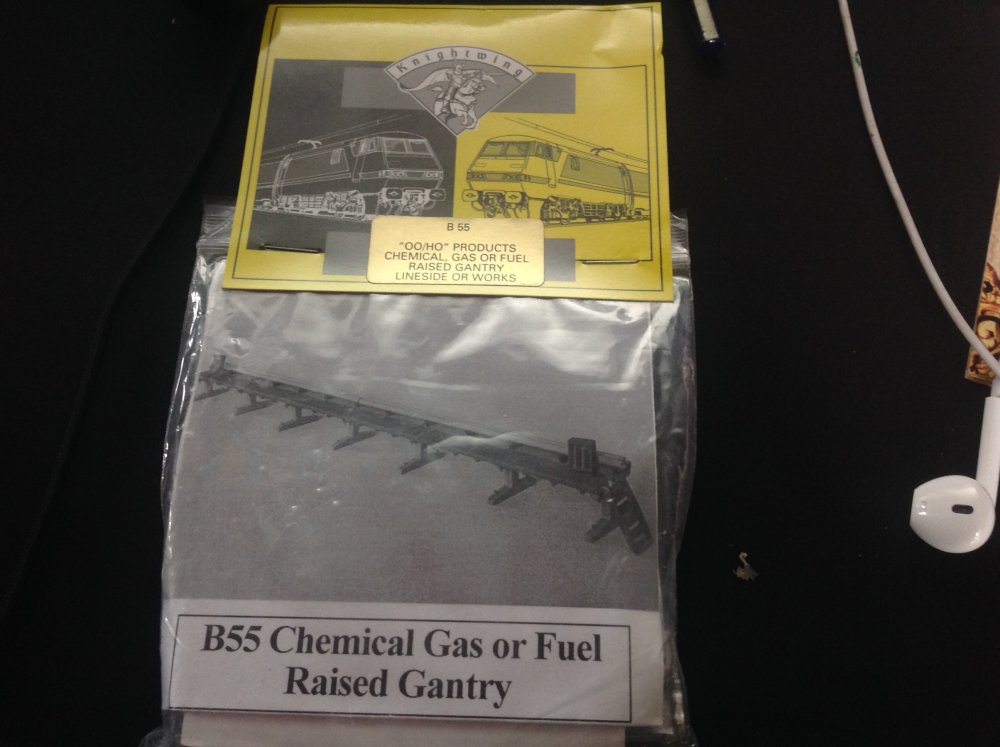 Knightwing
B 55
"OO/HO" PRODUCTS
CHEMICAL, GAS OR FUEL
RAISED GANTRY
LINESIDE OR WORKS
B55 Chemical Gas or Fuel
Raised Gantry